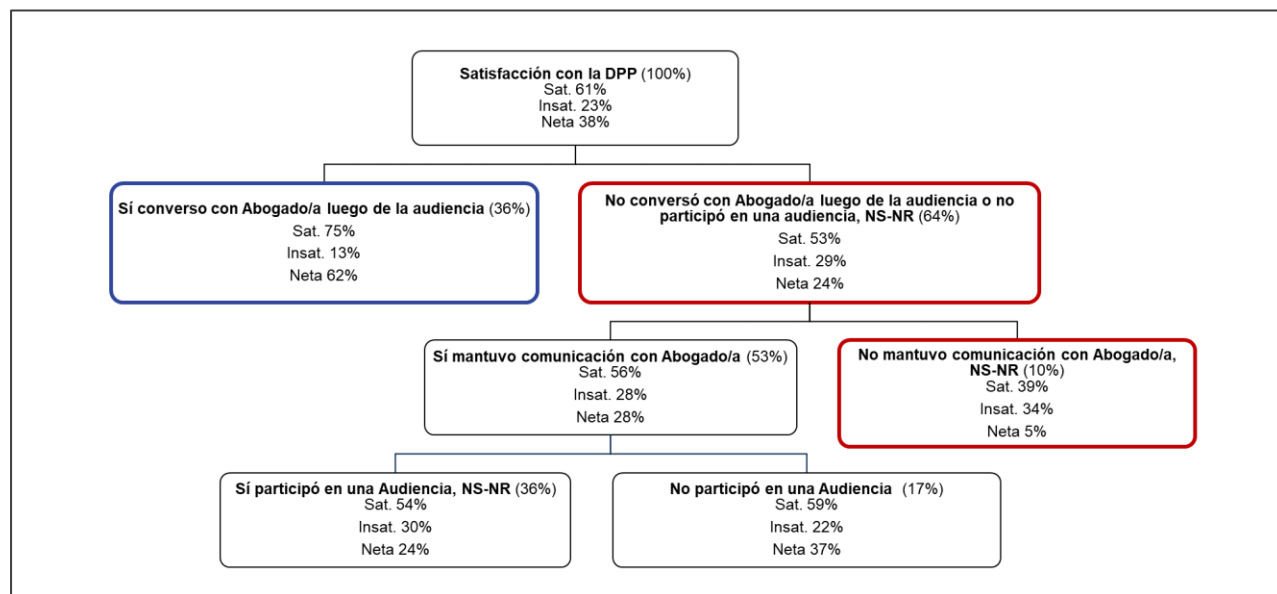 Satisfacción con la DPP (100%)
Sat. 61%
Insat. 23%
Neta 38%
Sí converso con Abogado/a luego de la audiencia (36%)
Sat. 75%
Insat. 13%
Neta 62%
No conversó con Abogado/a luego de la audiencia o no
participó en una audiencia, NS-NR (64%)
Sat. 53%
Insat. 29%
Neta 24%
Sí mantuvo comunicación con Abogado/a (53%)
Sat. 56%
Insat. 28%
Neta 28%
No mantuvo comunicación con Abogado/a,
NS-NR (10%)
Sat. 39%
Insat. 34%
Neta 5%
Sí participó en una Audiencia, NS-NR (36%)
Sat. 54%
Insat. 30%
Neta 24%
No participó en una Audiencia (17%)
Sat. 59%
Insat. 22%
Neta 37%